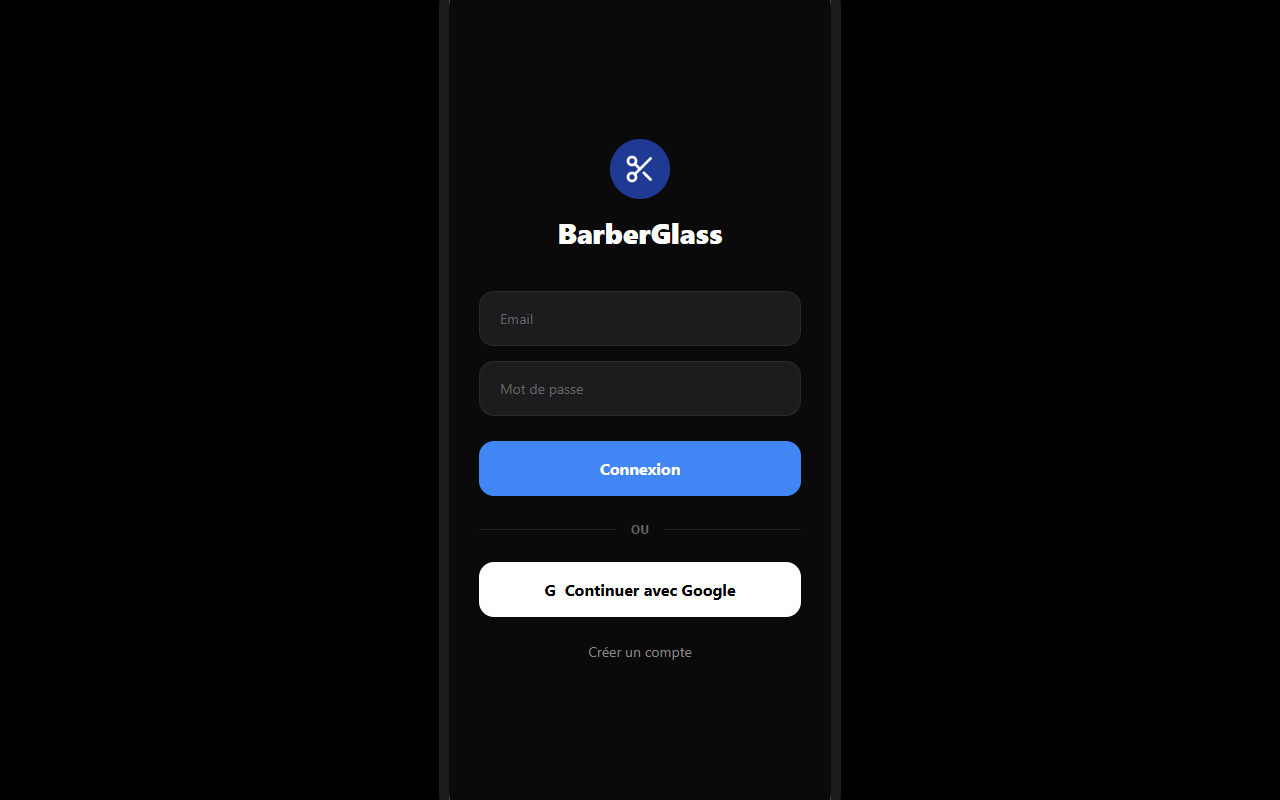 BarberGlass
Email
Mot de passe
Connexion
OU
G Continuer avec Google
Créer un compte